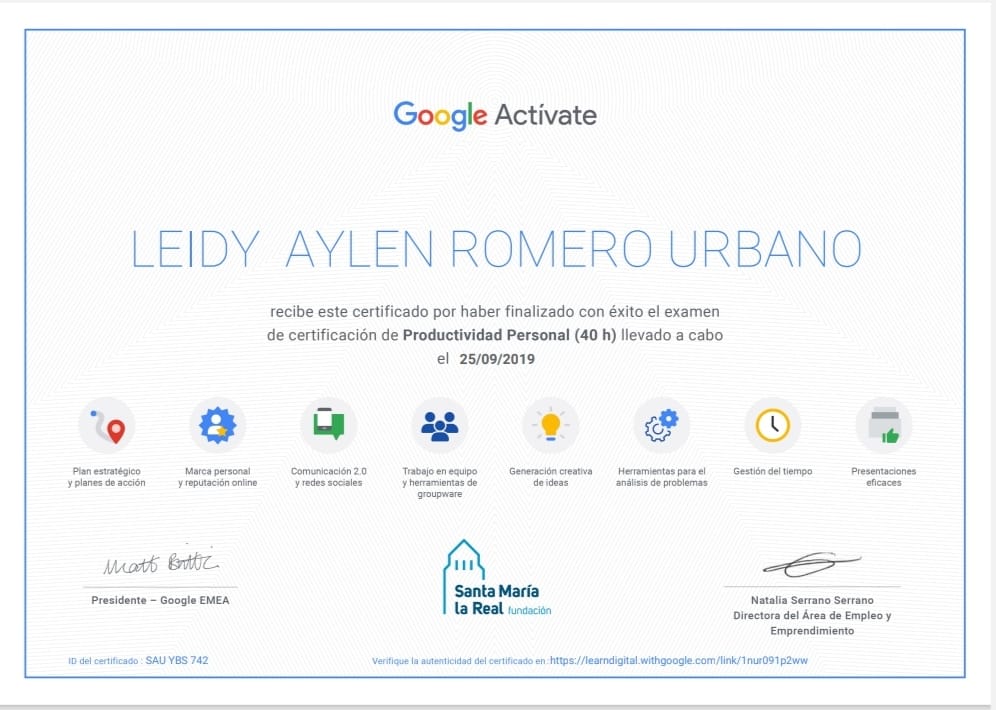 Google Actívate
LEIDY AYLEN ROMERO URBANO
recibe este certificado por haber finalizado con éxito el examen
de certificación de Productividad Personal (40 h) llevado a cabo
el 25/09/2019
Plan estratégico
y planes de acción
Marca personal
y reputación online
Comunicación 2.0
y redes sociales
Trabajo en equipo
y herramientas de
groupware
Generación creativa
de ideas
Herramientas para el
análisis de problemas
Gestión del tiempo
Presentaciones
eficaces
Presidente – Google EMEA
Santa María
la Real fundación
Natalia Serrano Serrano
Directora del Área de Empleo y
Emprendimiento
ID del certificado : SAU YBS 742
Verifique la autenticidad del certificado en: https://learndigital.withgoogle.com/link/1nur091p2ww